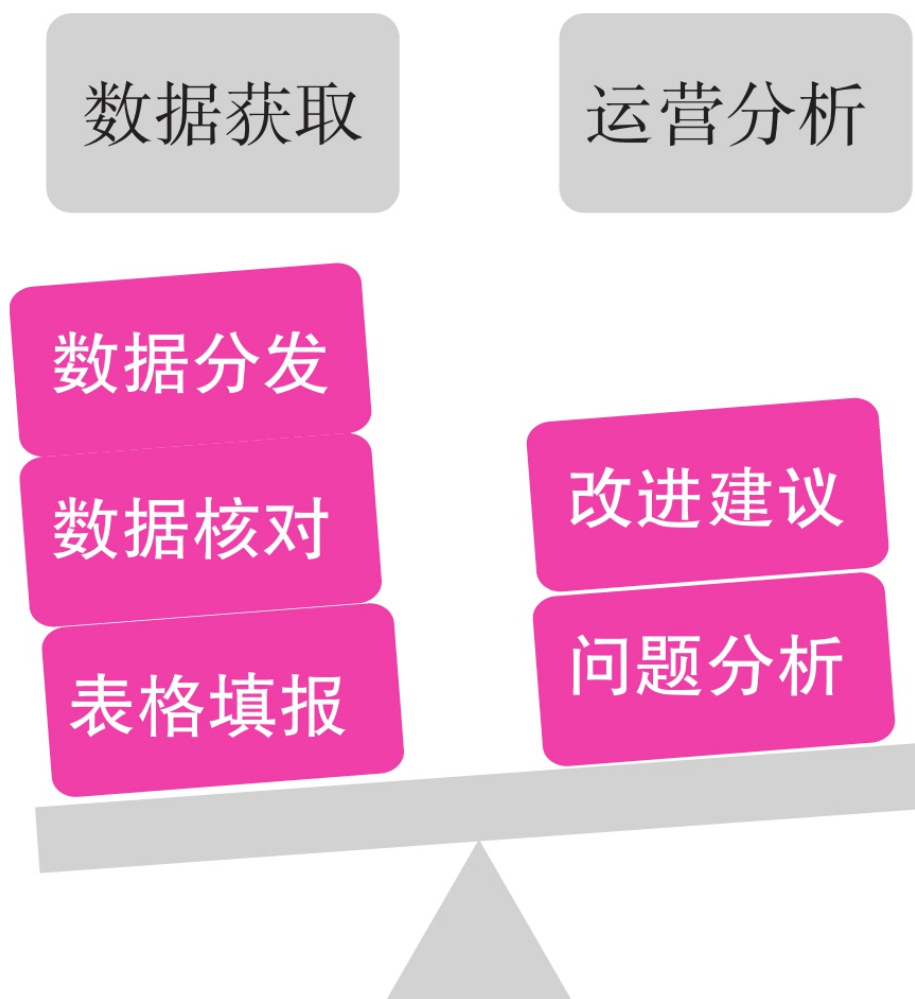 数据获取
运营分析
数据分发
数据核对
表格填报
改进建议
问题分析